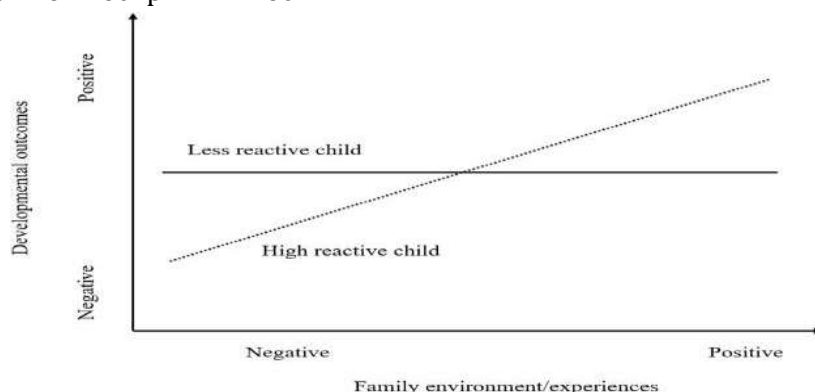 Positive
Developmental outcomes
Less reactive child
High reactive child
Negative
Negative
Positive
Family environment/experiences